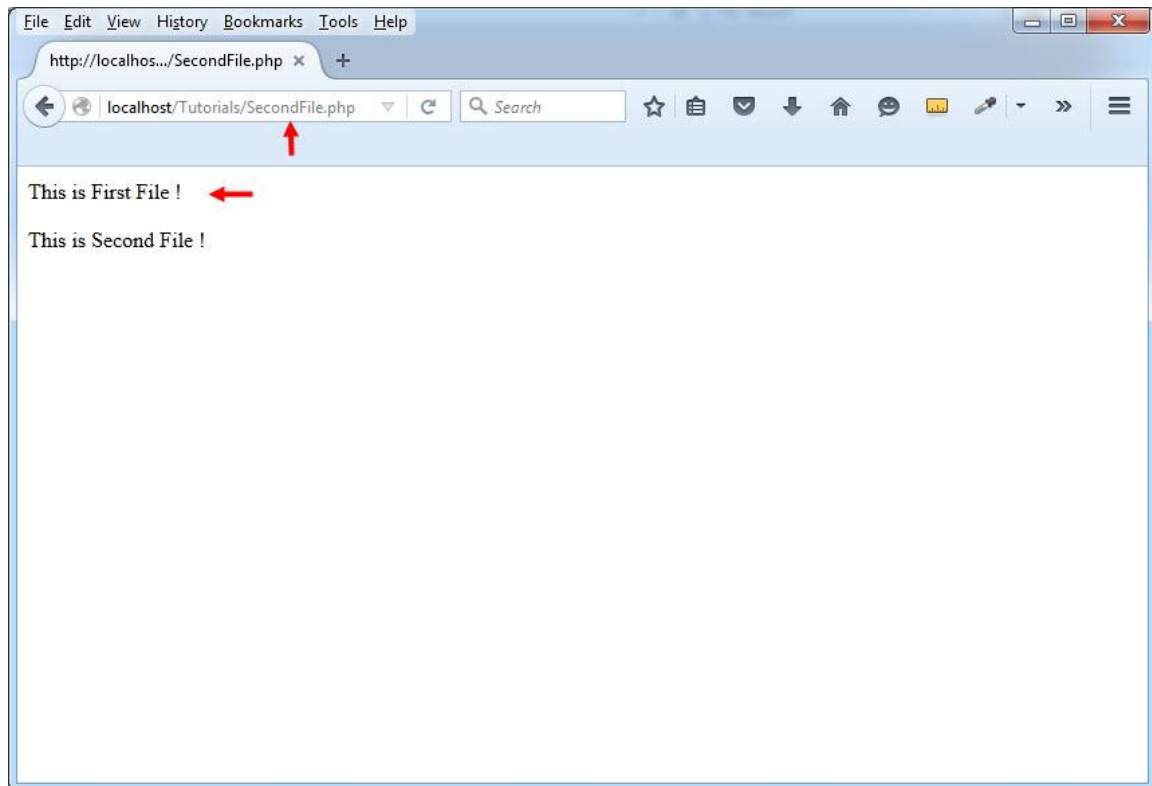 File Edit View History Bookmarks Tools Help
http://localhos.../SecondFile.php
localhost/Tutorials/SecondFile.php Search
This is First File !
This is Second File !